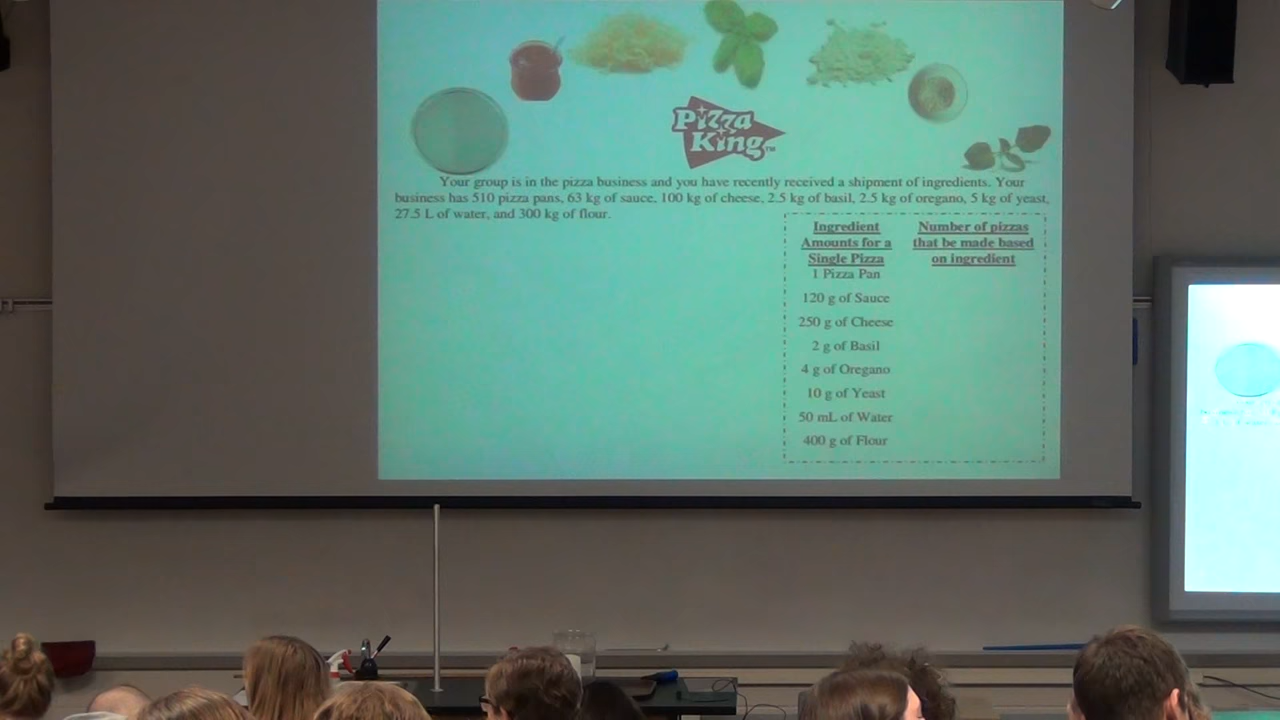 Pizza
King
TM
Your group is in the pizza business and you have recently received a shipment of ingredients. Your
business has 510 pizza pans, 63 kg of sauce, 100 kg of cheese, 2.5 kg of basil, 2.5 kg of oregano, 5 kg of yeast,
27.5 L of water, and 300 kg of flour.
Ingredient
Amounts for a
Single Pizza
1 Pizza Pan
120 g of Sauce
250 g of Cheese
2 g of Basil
4 g of Oregano
10 g of Yeast
50 mL of Water
400 g of Flour
Number of pizzas
that be made based
on ingredient